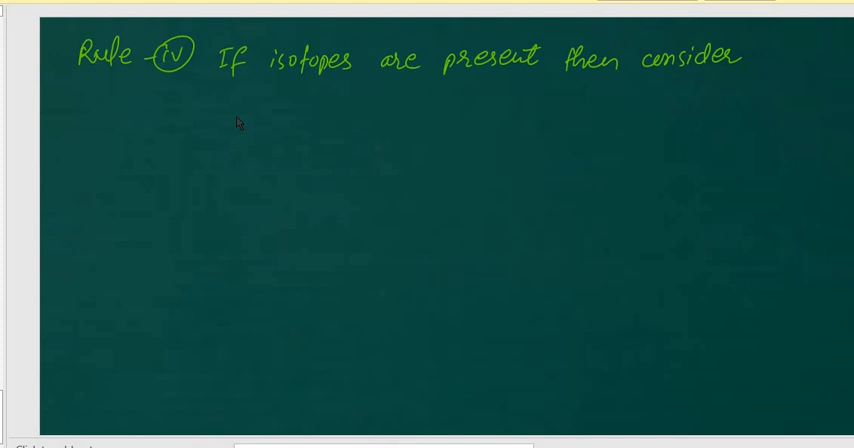 Rule - iv If isotopes are present then consider